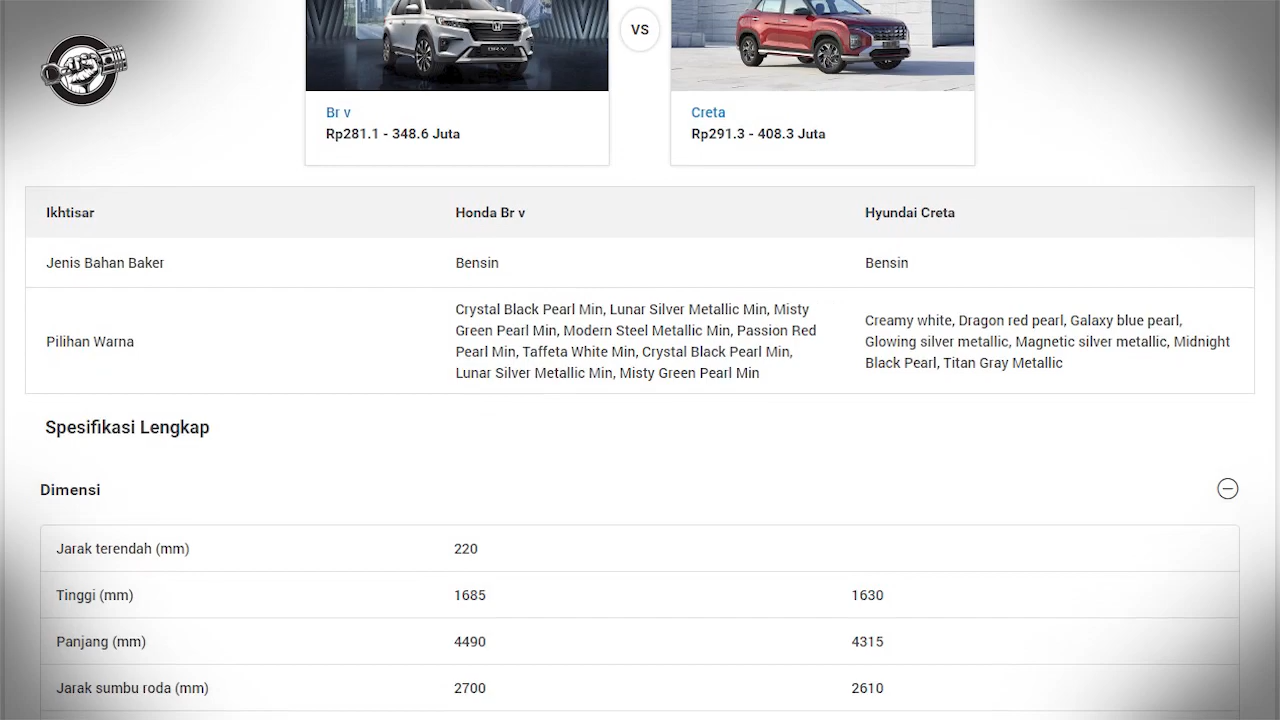 VS
Br v
Rp281.1 - 348.6 Juta
Creta
Rp291.3 - 408.3 Juta
Ikhtisar
Honda Br v
Hyundai Creta
Jenis Bahan Baker
Bensin
Bensin
Pilihan Warna
Crystal Black Pearl Min, Lunar Silver Metallic Min, Misty
Green Pearl Min, Modern Steel Metallic Min, Passion Red
Pearl Min, Taffeta White Min, Crystal Black Pearl Min,
Lunar Silver Metallic Min, Misty Green Pearl Min
Creamy white, Dragon red pearl, Galaxy blue pearl,
Glowing silver metallic, Magnetic silver metallic, Midnight
Black Pearl, Titan Gray Metallic
Spesifikasi Lengkap
Dimensi
Jarak terendah (mm)
220
Tinggi (mm)
1685
1630
Panjang (mm)
4490
4315
Jarak sumbu roda (mm)
2700
2610